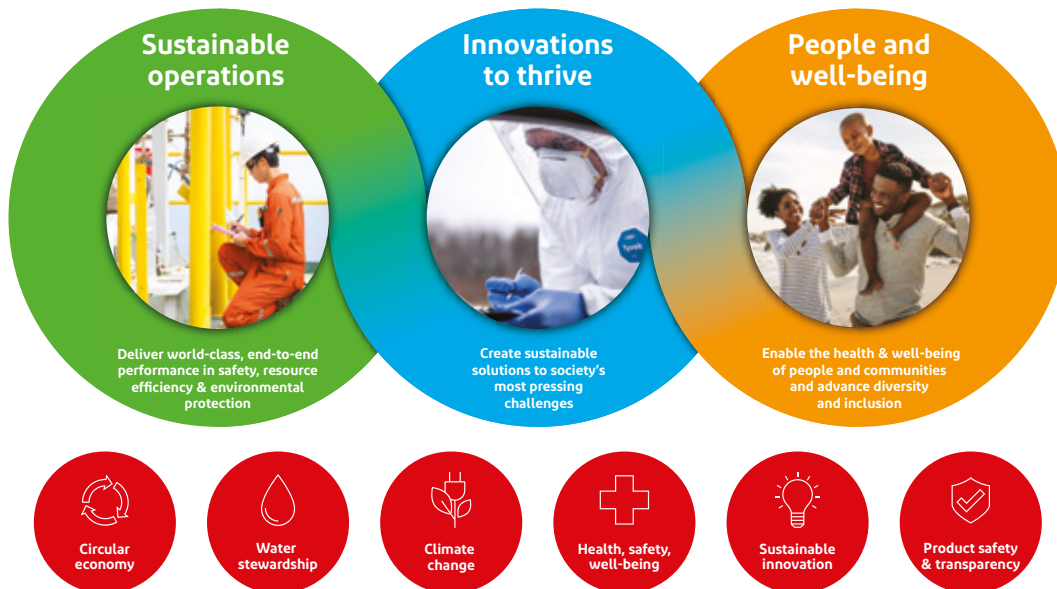 Sustainable
operations
Innovations
to thrive
People and
well-being
Tyvek
Deliver world-class, end-to-end
performance in safety, resource
efficiency & environmental
protection
Create sustainable
solutions to society's
most pressing
challenges
Enable the health & well-being
of people and communities
and advance diversity
and inclusion
Circular
economy
Water
stewardship
Climate
change
Health, safety,
well-being
Sustainable
innovation
Product safety
& transparency